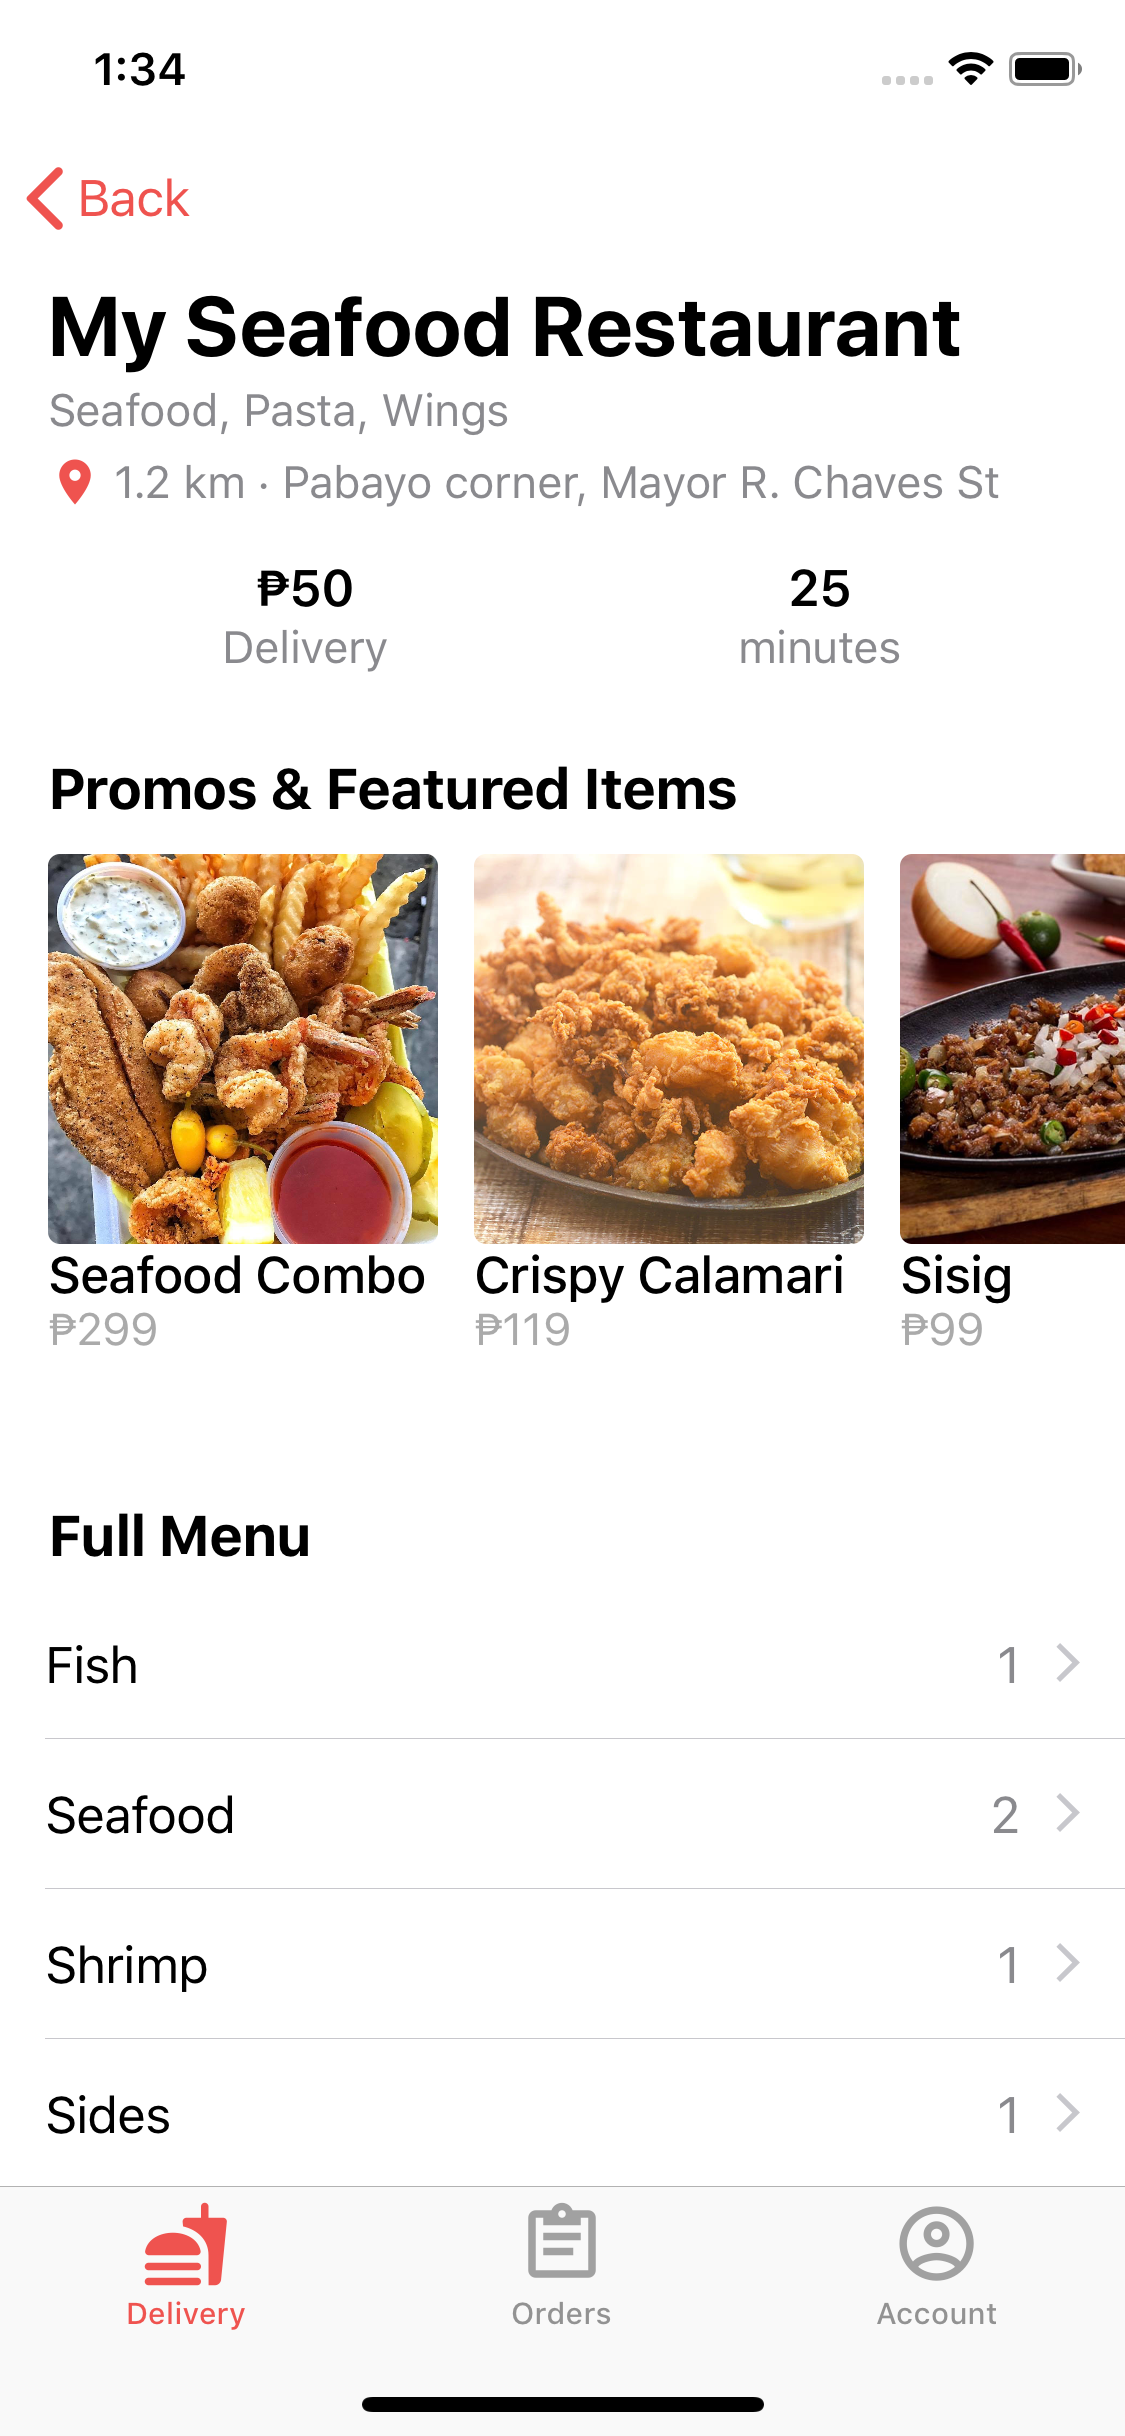 1:34
Back
My Seafood Restaurant
Seafood, Pasta, Wings
1.2 km · Pabayo corner, Mayor R. Chaves St
₱50
Delivery
25
minutes
Promos & Featured Items
Seafood Combo
₱299
Crispy Calamari
₱119
Sisig
₱99
Full Menu
Fish 1
Seafood 2
Shrimp 1
Sides 1
Delivery
Orders
Account